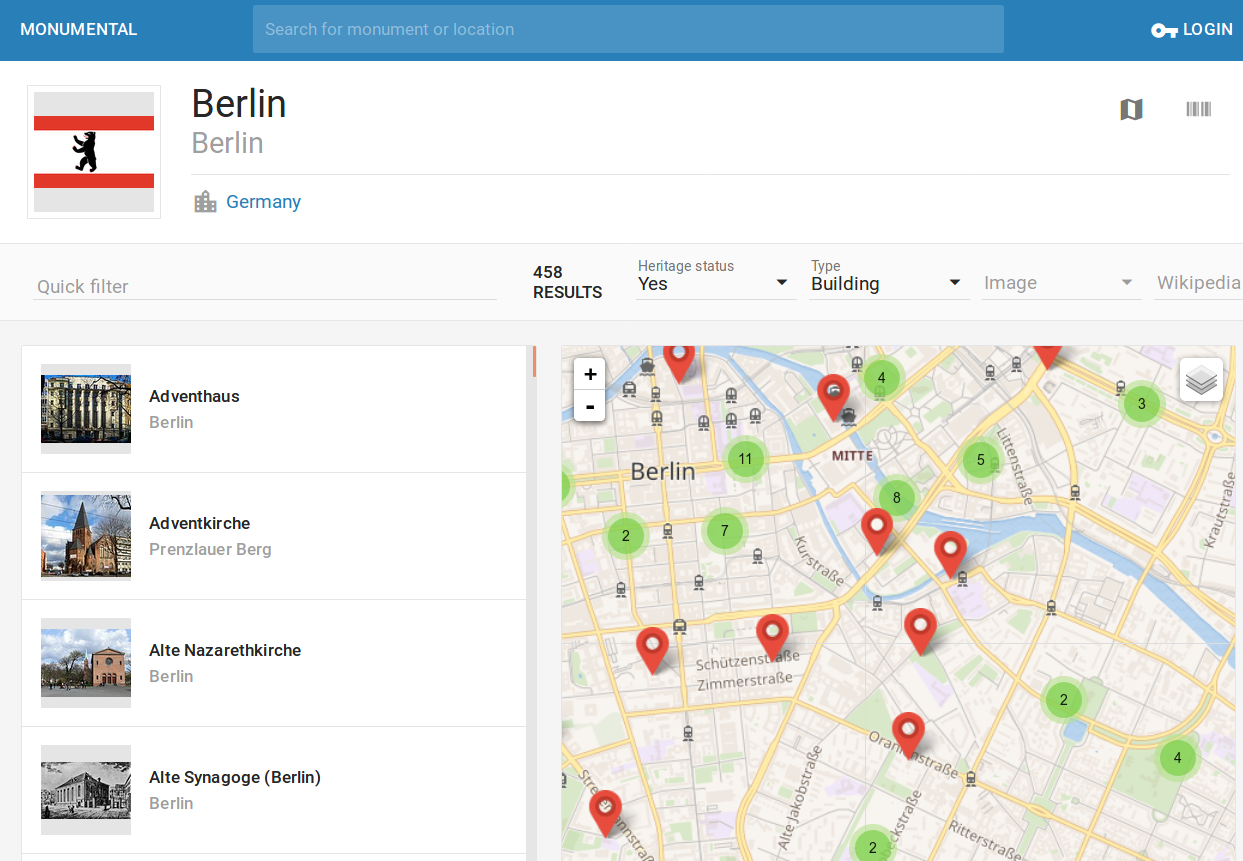 MONUMENTAL
Search for monument or location
LOGIN
Berlin
Berlin
Germany
Quick filter
458
RESULTS
Heritage status
Yes
Type
Building
Image
Wikipedia
Adventhaus
Berlin
Adventkirche
Prenzlauer Berg
Alte Nazarethkirche
Berlin
Alte Synagoge (Berlin)
Berlin
+
-
4
3
11
MITTE
5
Littenstraße
Berlin
8
Krautstraße
2
7
Kurstraße
Schützenstraße
Zimmerstraße
2
Oranienstraße
4
Alte Jakobstraße
Ritterstraße
2